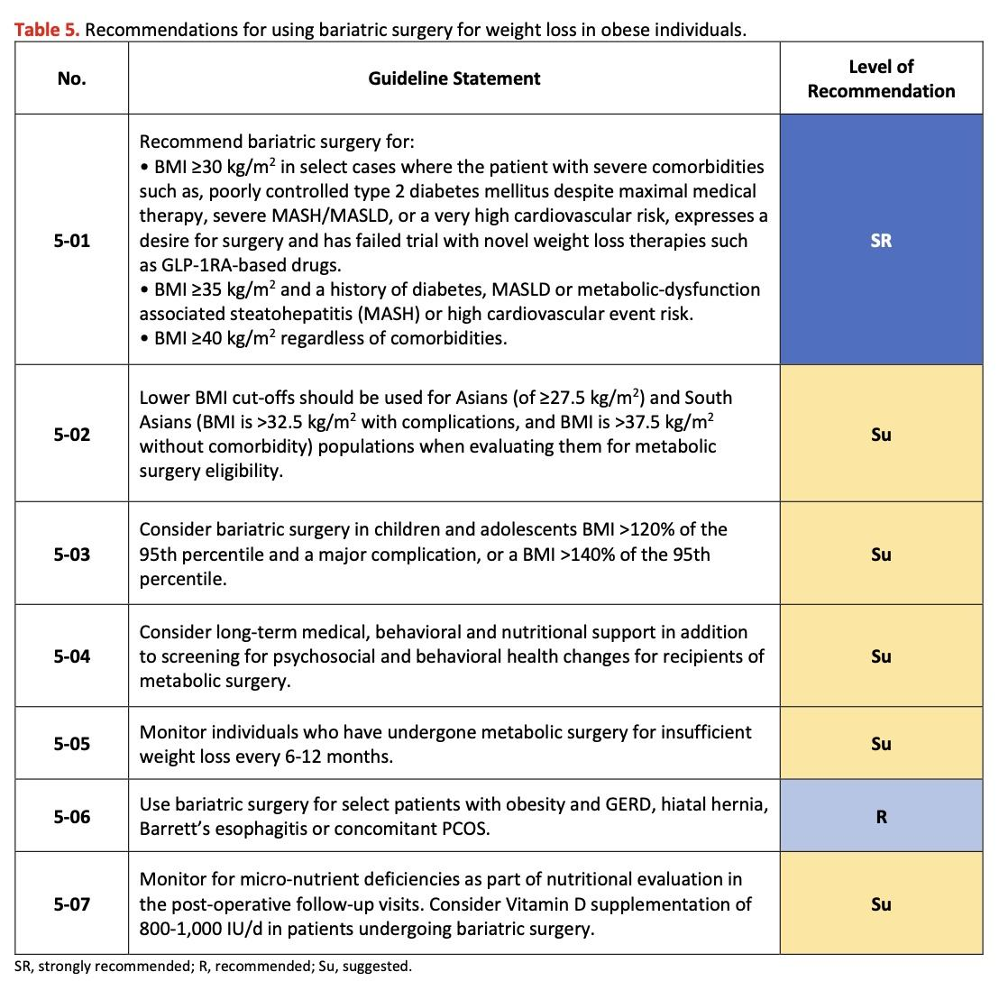 Table 5. Recommendations for using bariatric surgery for weight loss in obese individuals.
No.
Guideline Statement
Level of
Recommendation
5-01
Recommend bariatric surgery for:
• BMI ≥30 kg/m² in select cases where the patient with severe comorbidities
such as, poorly controlled type 2 diabetes mellitus despite maximal medical
therapy, severe MASH/MASLD, or a very high cardiovascular risk, expresses a
desire for surgery and has failed trial with novel weight loss therapies such
as GLP-1RA-based drugs.
• BMI ≥35 kg/m² and a history of diabetes, MASLD or metabolic-dysfunction
associated steatohepatitis (MASH) or high cardiovascular event risk.
• BMI ≥40 kg/m² regardless of comorbidities.
SR
5-02
Lower BMI cut-offs should be used for Asians (of ≥27.5 kg/m²) and South
Asians (BMI is >32.5 kg/m² with complications, and BMI is >37.5 kg/m²
without comorbidity) populations when evaluating them for metabolic
surgery eligibility.
Su
5-03
Consider bariatric surgery in children and adolescents BMI >120% of the
95th percentile and a major complication, or a BMI >140% of the 95th
percentile.
Su
5-04
Consider long-term medical, behavioral and nutritional support in addition
to screening for psychosocial and behavioral health changes for recipients of
metabolic surgery.
Su
5-05
Monitor individuals who have undergone metabolic surgery for insufficient
weight loss every 6-12 months.
Su
5-06
Use bariatric surgery for select patients with obesity and GERD, hiatal hernia,
Barrett’s esophagitis or concomitant PCOS.
R
5-07
Monitor for micro-nutrient deficiencies as part of nutritional evaluation in
the post-operative follow-up visits. Consider Vitamin D supplementation of
800-1,000 IU/d in patients undergoing bariatric surgery.
Su
SR, strongly recommended; R, recommended; Su, suggested.